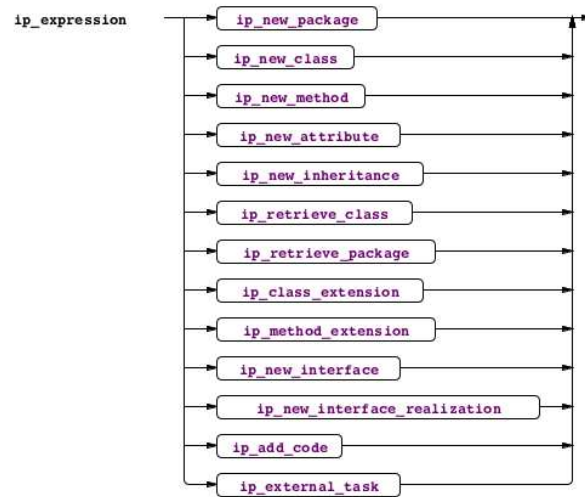 ip_expression
ip_new_package
ip_new_class
ip_new_method
ip_new_attribute
ip_new_inheritance
ip_retrieve_class
ip_retrieve_package
ip_class_extension
ip_method_extension
ip_new_interface
ip_new_interface_realization
ip_add_code
ip_external_task